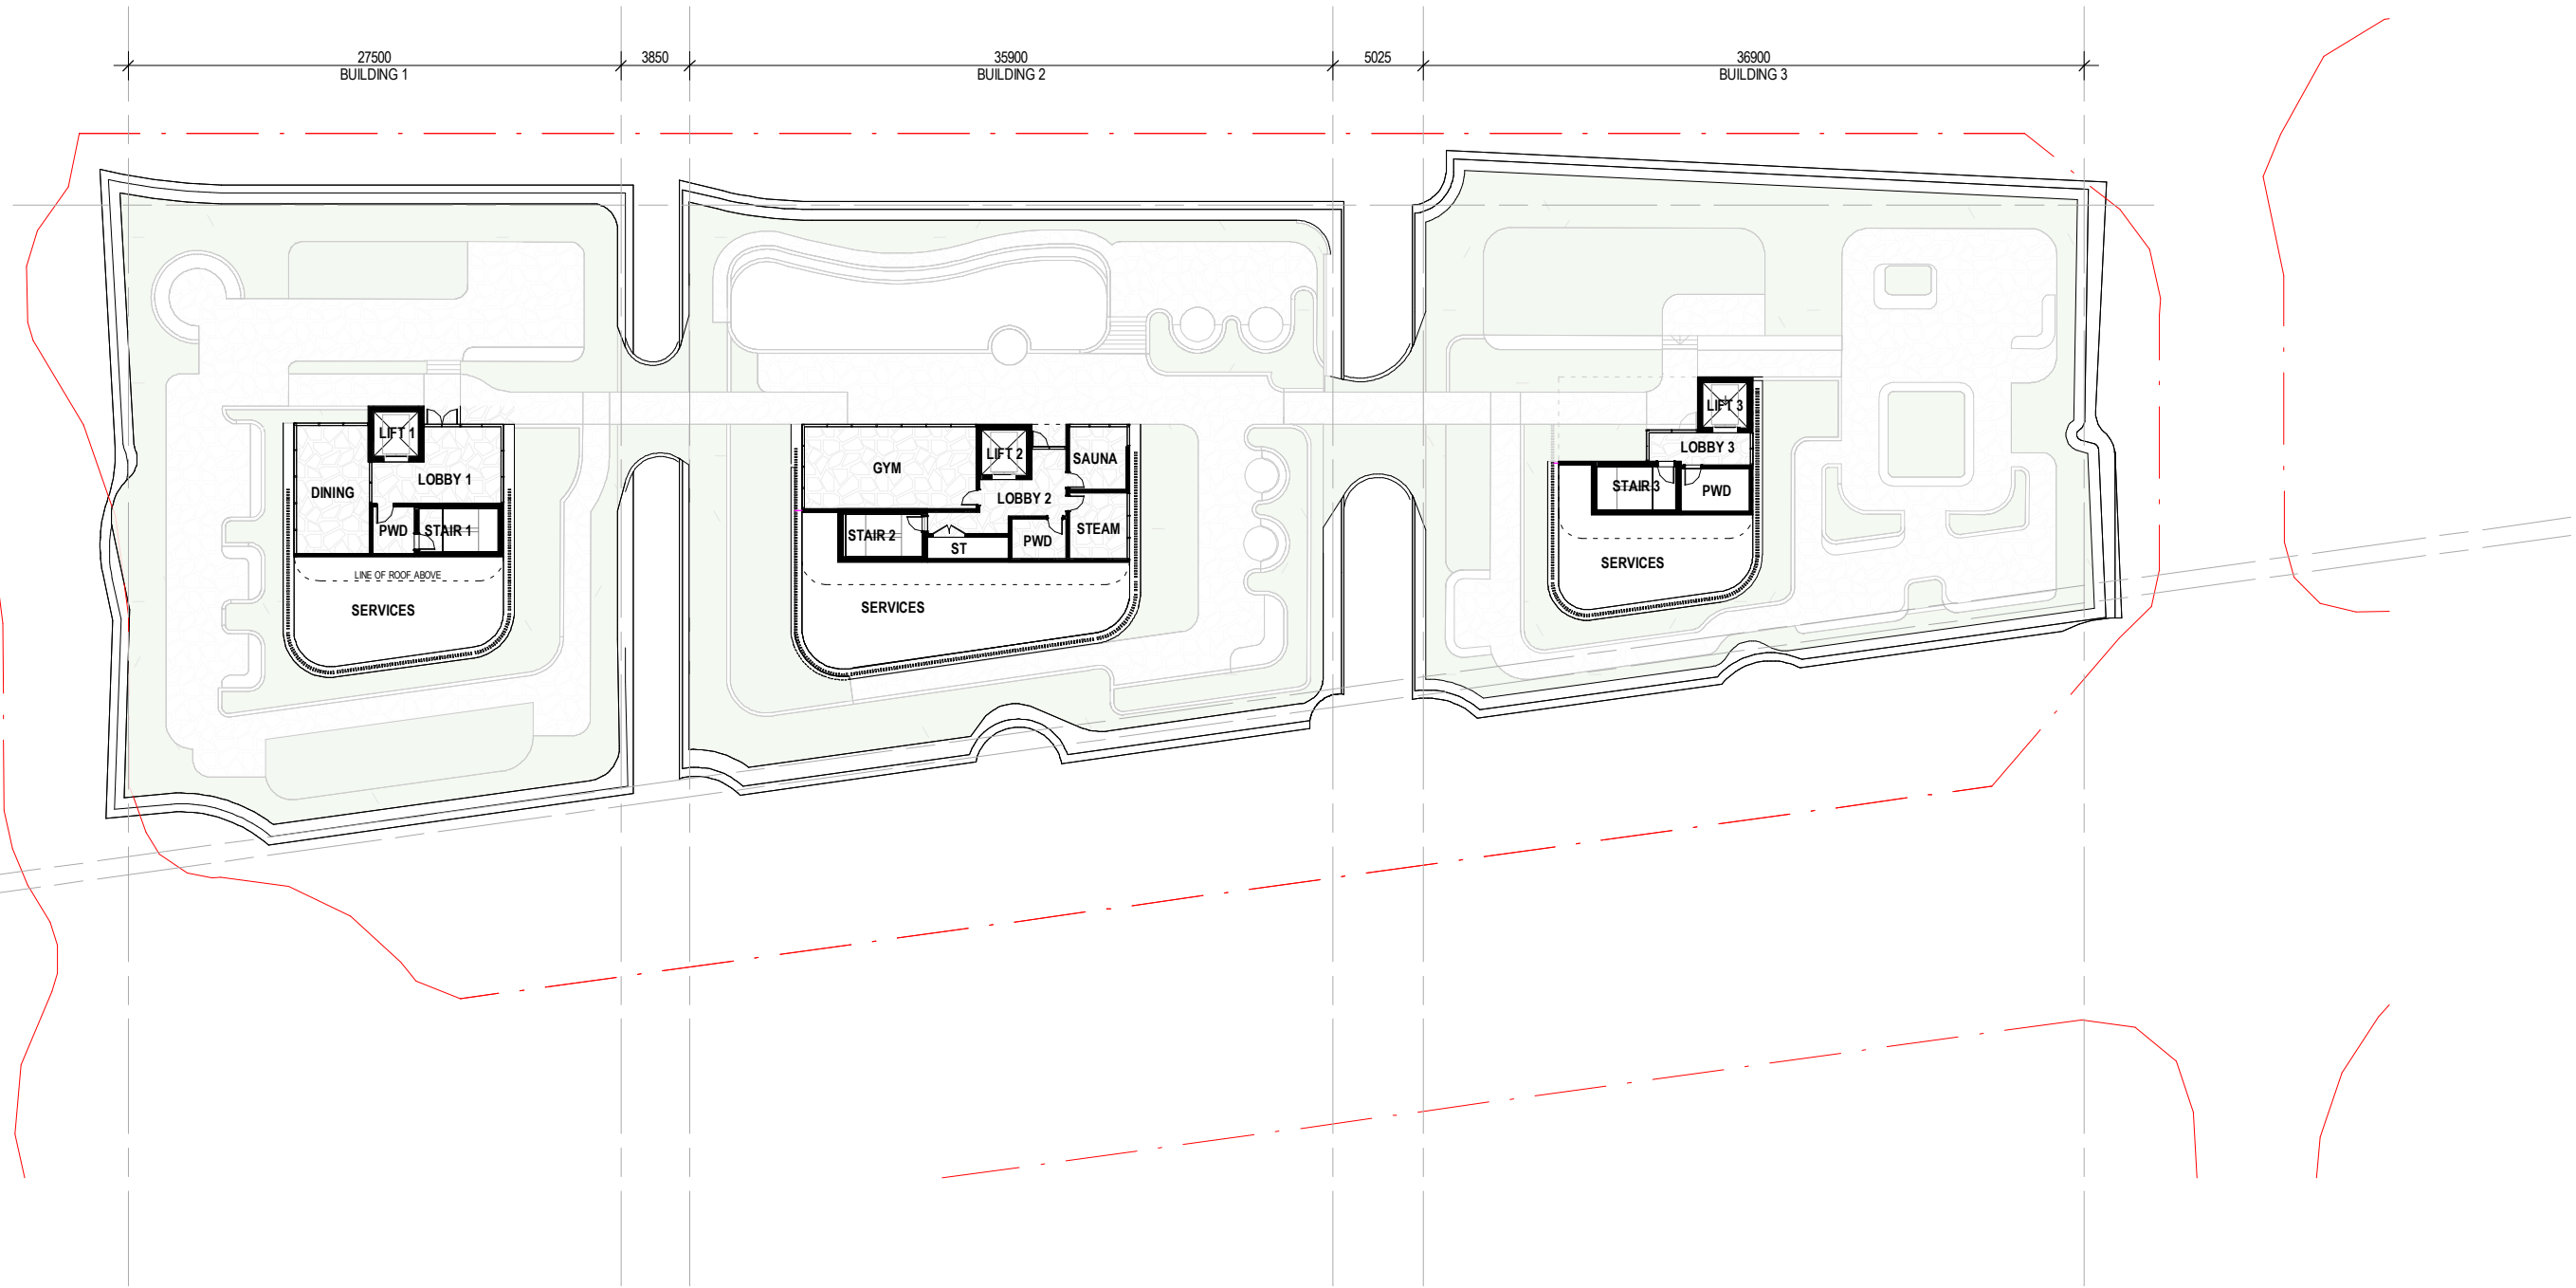 27500
BUILDING 1
3850
35900
BUILDING 2
5025
36900
BUILDING 3
LIFT 1
LOBBY 1
DINING
PWD
STAIR 1
LINE OF ROOF ABOVE
SERVICES
GYM
LIFT 2
SAUNA
LOBBY 2
STEAM
STAIR 2
ST
PWD
SERVICES
LIFT 3
LOBBY 3
STAIR 3
PWD
SERVICES